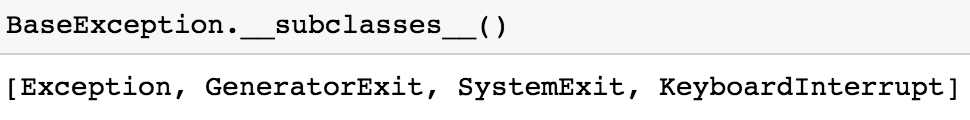 BaseException.__subclasses__()
[Exception, GeneratorExit, SystemExit, KeyboardInterrupt]